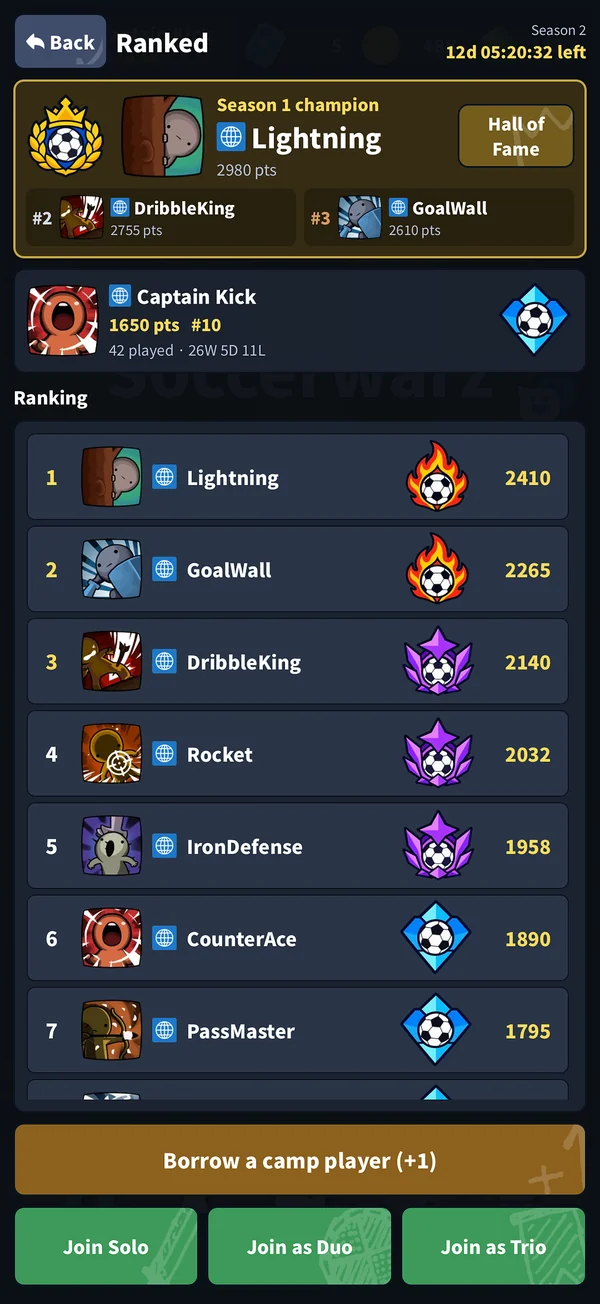 Back
Ranked
Season 2
12d 05:20:32 left
Season 1 champion
Lightning
2980 pts
Hall of
Fame
#2
DribbleKing
2755 pts
#3
GoalWall
2610 pts
Captain Kick
1650 pts #10
42 played · 26W 5D 11L
Soccerwarz
Ranking
1 Lightning 2410
2 GoalWall 2265
3 DribbleKing 2140
4 Rocket 2032
5 IronDefense 1958
6 CounterAce 1890
7 PassMaster 1795
Borrow a camp player (+1)
Join Solo
Join as Duo
Join as Trio